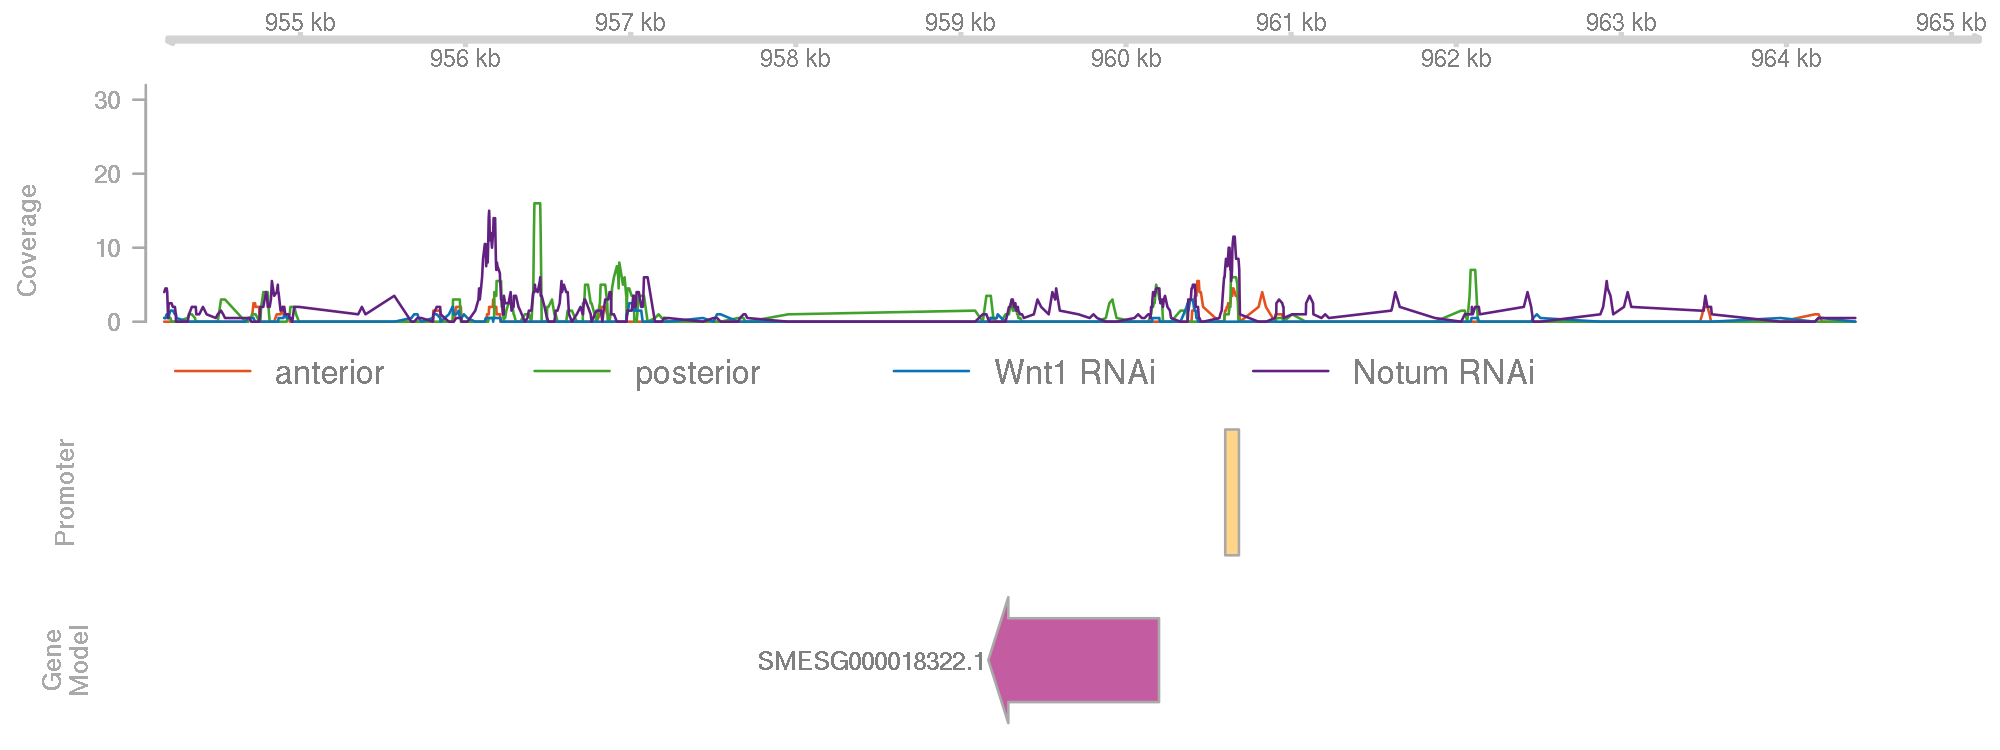 955 kb 957 kb 959 kb 961 kb 963 kb 965 kb
956 kb 958 kb 960 kb 962 kb 964 kb
30
20
10
0
Coverage
anterior posterior Wnt1 RNAi Notum RNAi
Promoter
Gene
Model
SMESG000018322.1